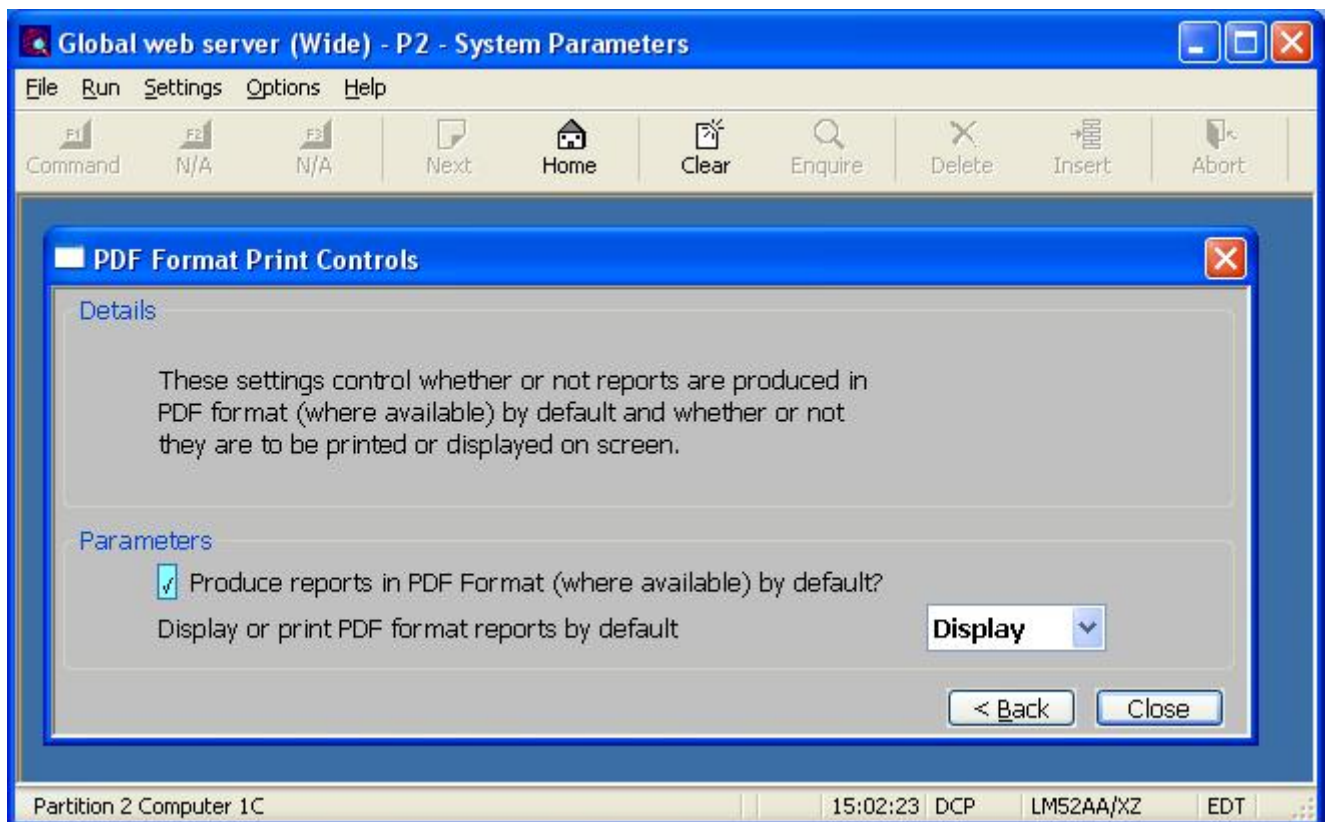 Global web server (Wide) - P2 - System Parameters
File Run Settings Options Help
F1 F2 F3
Command N/A N/A Next Home Clear Enquire Delete Insert Abort
PDF Format Print Controls
Details
These settings control whether or not reports are produced in
PDF format (where available) by default and whether or not
they are to be printed or displayed on screen.
Parameters
Produce reports in PDF Format (where available) by default?
Display or print PDF format reports by default Display
< Back Close
Partition 2 Computer 1C 15:02:23 DCP LM52AA/XZ EDT